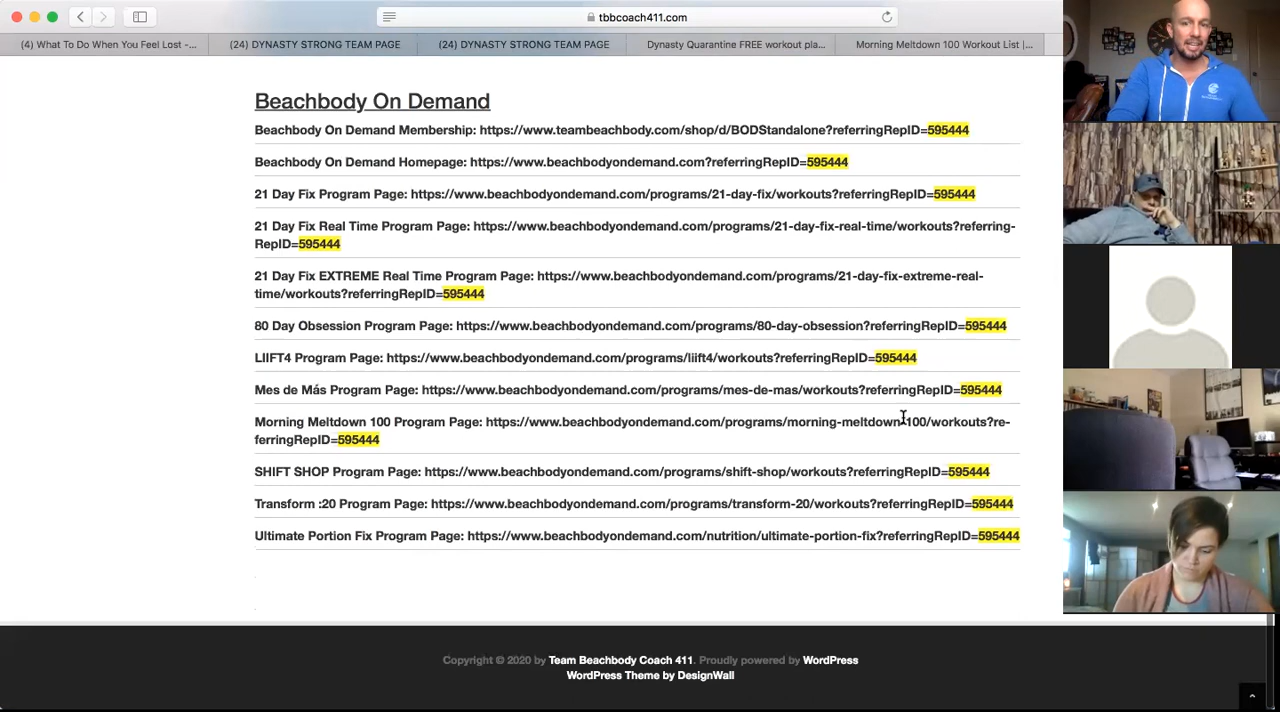 tbbcoach411.com
(4) What To Do When You Feel Lost -...
(24) DYNASTY STRONG TEAM PAGE
(24) DYNASTY STRONG TEAM PAGE
Dynasty Quarantine FREE workout pla...
Morning Meltdown 100 Workout List |...
Beachbody On Demand
Beachbody On Demand Membership: https://www.teambeachbody.com/shop/d/BODStandalone?referringRepID=595444
Beachbody On Demand Homepage: https://www.beachbodyondemand.com?referringRepID=595444
21 Day Fix Program Page: https://www.beachbodyondemand.com/programs/21-day-fix/workouts?referringRepID=595444
21 Day Fix Real Time Program Page: https://www.beachbodyondemand.com/programs/21-day-fix-real-time/workouts?referring-
RepID=595444
21 Day Fix EXTREME Real Time Program Page: https://www.beachbodyondemand.com/programs/21-day-fix-extreme-real-
time/workouts?referringRepID=595444
80 Day Obsession Program Page: https://www.beachbodyondemand.com/programs/80-day-obsession?referringRepID=595444
LIIFT4 Program Page: https://www.beachbodyondemand.com/programs/liift4/workouts?referringRepID=595444
Mes de Más Program Page: https://www.beachbodyondemand.com/programs/mes-de-mas/workouts?referringRepID=595444
Morning Meltdown 100 Program Page: https://www.beachbodyondemand.com/programs/morning-meltdown-100/workouts?re-
ferringRepID=595444
SHIFT SHOP Program Page: https://www.beachbodyondemand.com/programs/shift-shop/workouts?referringRepID=595444
Transform :20 Program Page: https://www.beachbodyondemand.com/programs/transform-20/workouts?referringRepID=595444
Ultimate Portion Fix Program Page: https://www.beachbodyondemand.com/nutrition/ultimate-portion-fix?referringRepID=595444
Copyright © 2020 by Team Beachbody Coach 411. Proudly powered by WordPress
WordPress Theme by DesignWall